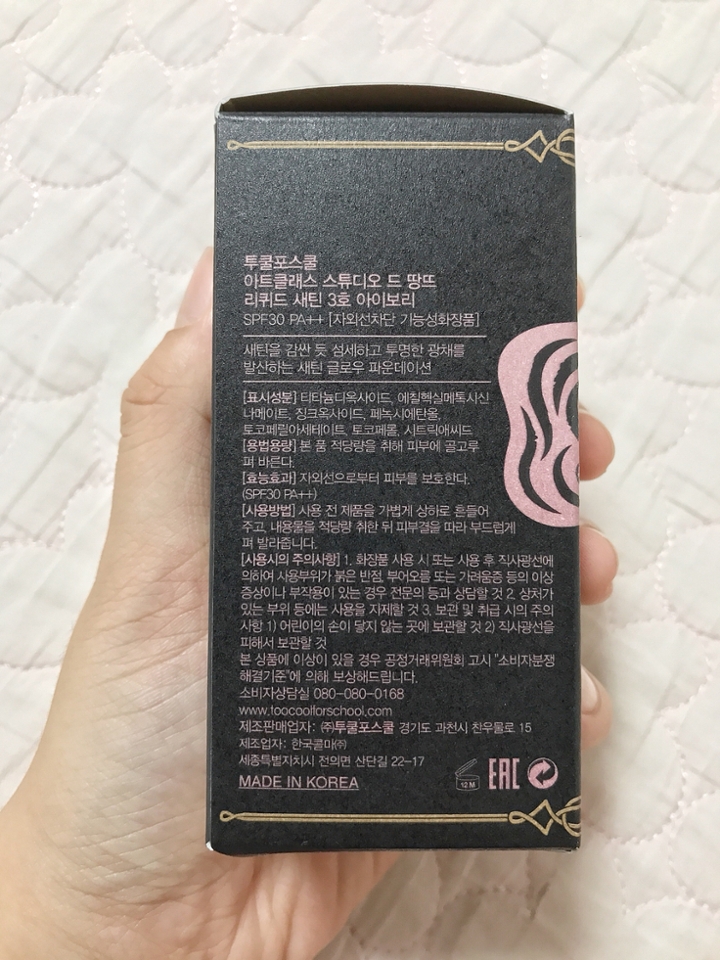 투쿨포스쿨
아트클래스 스튜디오 드 땅뜨
리퀴드 새틴 3호 아이보리
SPF30 PA++ [자외선차단 기능성화장품]
새틴을 감싼 듯 섬세하고 투명한 광채를
발산하는 새틴 글로우 파운데이션
[표시성분] 티타늄디옥사이드, 에칠헥실메톡시신
나메이트, 징크옥사이드, 페녹시에탄올,
토코페릴아세테이트, 토코페롤, 시트릭애씨드
[용법용량] 본 품 적당량을 취해 피부에 골고루
펴 바른다.
[효능효과] 자외선으로부터 피부를 보호한다.
(SPF30 PA++)
[사용방법] 사용 전 제품을 가볍게 상하로 흔들어
주고, 내용물을 적당량 취한 뒤 피부결을 따라 부드럽게
펴 발라줍니다.
[사용시의 주의사항] 1. 화장품 사용 시 또는 사용 후 직사광선에
의하여 사용부위가 붉은 반점, 부어오름 또는 가려움증 등의 이상
증상이나 부작용이 있는 경우 전문의 등과 상담할 것 2. 상처가
있는 부위 등에는 사용을 자제할 것 3. 보관 및 취급 시의 주의
사항 1) 어린이의 손이 닿지 않는 곳에 보관할 것 2) 직사광선을
피해서 보관할 것
본 상품에 이상이 있을 경우 공정거래위원회 고시 "소비자분쟁
해결기준"에 의해 보상해드립니다.
소비자상담실 080-080-0168
www.toocoolforschool.com
제조판매업자: ㈜투쿨포스쿨 경기도 과천시 찬우물로 15
제조업자: 한국콜마㈜
세종특별자치시 전의면 산단길 22-17
MADE IN KOREA
12 M
EAC